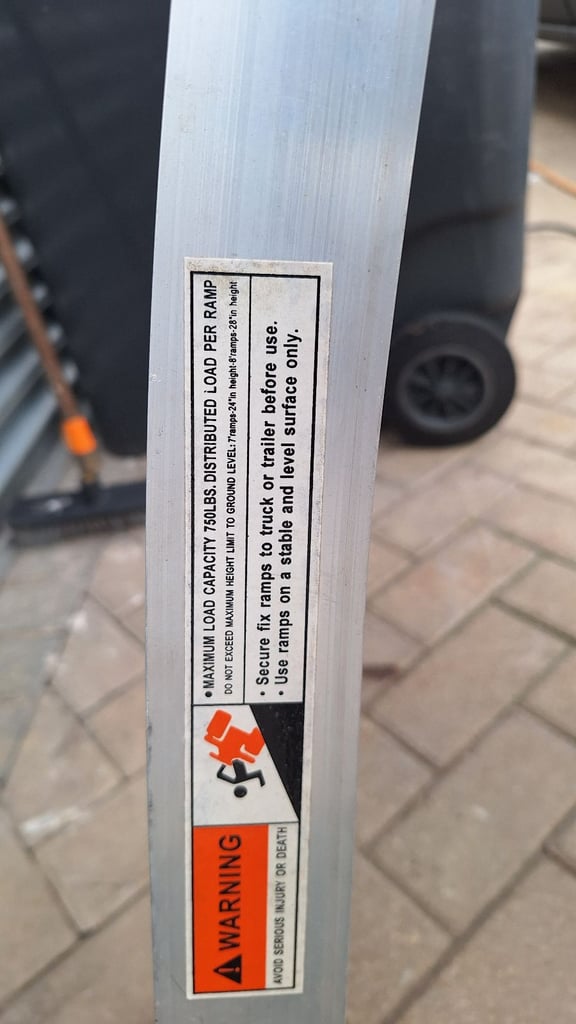 ⚠ WARNING
AVOID SERIOUS INJURY OR DEATH
• MAXIMUM LOAD CAPACITY 750LBS. DISTRIBUTED LOAD PER RAMP
DO NOT EXCEED MAXIMUM HEIGHT LIMIT TO GROUND LEVEL: 7'ramps-24"in height-8'ramps-28"in height
• Secure fix ramps to truck or trailer before use.
• Use ramps on a stable and level surface only.